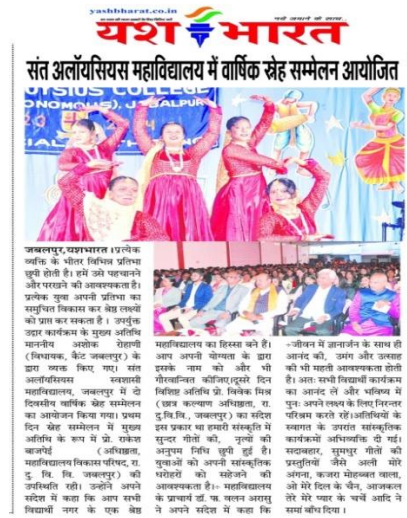 yashbharat.co.in
यश भारत
नये जमाने के साथ..
संत अलॉयसियस महाविद्यालय में वार्षिक स्नेह सम्मेलन आयोजित
OYSIUS COLLEGE
ONOMOUS), JABALPUR
जबलपुर,यशभारत।प्रत्येक
व्यक्ति के भीतर विभिन्न प्रतिभा
छुपी होती है। हमें उसे पहचानने
और परखने की आवश्यकता है।
प्रत्येक युवा अपनी प्रतिभा का
समुचित विकास कर श्रेष्ठ लक्ष्यों
को प्राप्त कर सकता है । उपर्युक्त
उद्गार कार्यक्रम के मुख्य अतिथि
माननीय अशोक रोहाणी
(विधायक, कैंट जबलपुर) के
द्वारा व्यक्त किए गए। संत
अलॉयसियस स्वशासी
महाविद्यालय, जबलपुर में दो
दिवसीय वार्षिक स्नेह सम्मेलन
का आयोजन किया गया। प्रथम
दिन स्नेह सम्मेलन में मुख्य
अतिथि के रूप में प्रो. राकेश
बाजपेई (अधिष्ठाता,
महाविद्यालय विकास परिषद, रा.
दु. वि. वि. जबलपुर) की
उपस्थिति रही। उन्होंने अपने
संदेश में कहा कि आप सभी
विद्यार्थी नगर के एक श्रेष्ठ
महाविद्यालय का हिस्सा बने हैं।
आप अपनी योग्यता के द्वारा
इसके नाम को और भी
गौरवान्वित कीजिए।दूसरे दिन
विशिष्ट अतिथि प्रो. विवेक मिश्र
(छात्र कल्याण अधिष्ठाता, रा.
दु.वि.वि., जबलपुर) का संदेश
इस प्रकार था हमारी संस्कृति में
सुन्दर गीतों की, नृत्यों की
अनुपम निधि छुपी हुई है।
युवाओं को अपनी सांस्कृतिक
धरोहरों को सहेजने की
आवश्यकता है।÷ महाविद्यालय
के प्राचार्य डॉ. फा. वलन अरासु
ने अपने संदेश में कहा कि
÷जीवन में ज्ञानार्जन के साथ ही
आनंद की, उमंग और उत्साह
की भी महती आवश्यकता होती
है। अतः सभी विद्यार्थी कार्यक्रम
का आनंद लें और भविष्य में
पुनः अपने लक्ष्य के लिए निरन्तर
परिश्रम करते रहें।अतिथियों के
स्वागत के उपरांत सांस्कृतिक
कार्यक्रमों अभिव्यक्ति दी गई।
सदाबहार, सुमधुर गीतों की
प्रस्तुतियों जैसे अली मोरे
अंगना, कजरा मोहब्बत वाला,
ओ मेरे दिल के चैन, आजकल
तेरे मेरे प्यार के चर्चे आदि ने
समां बाँध दिया ।